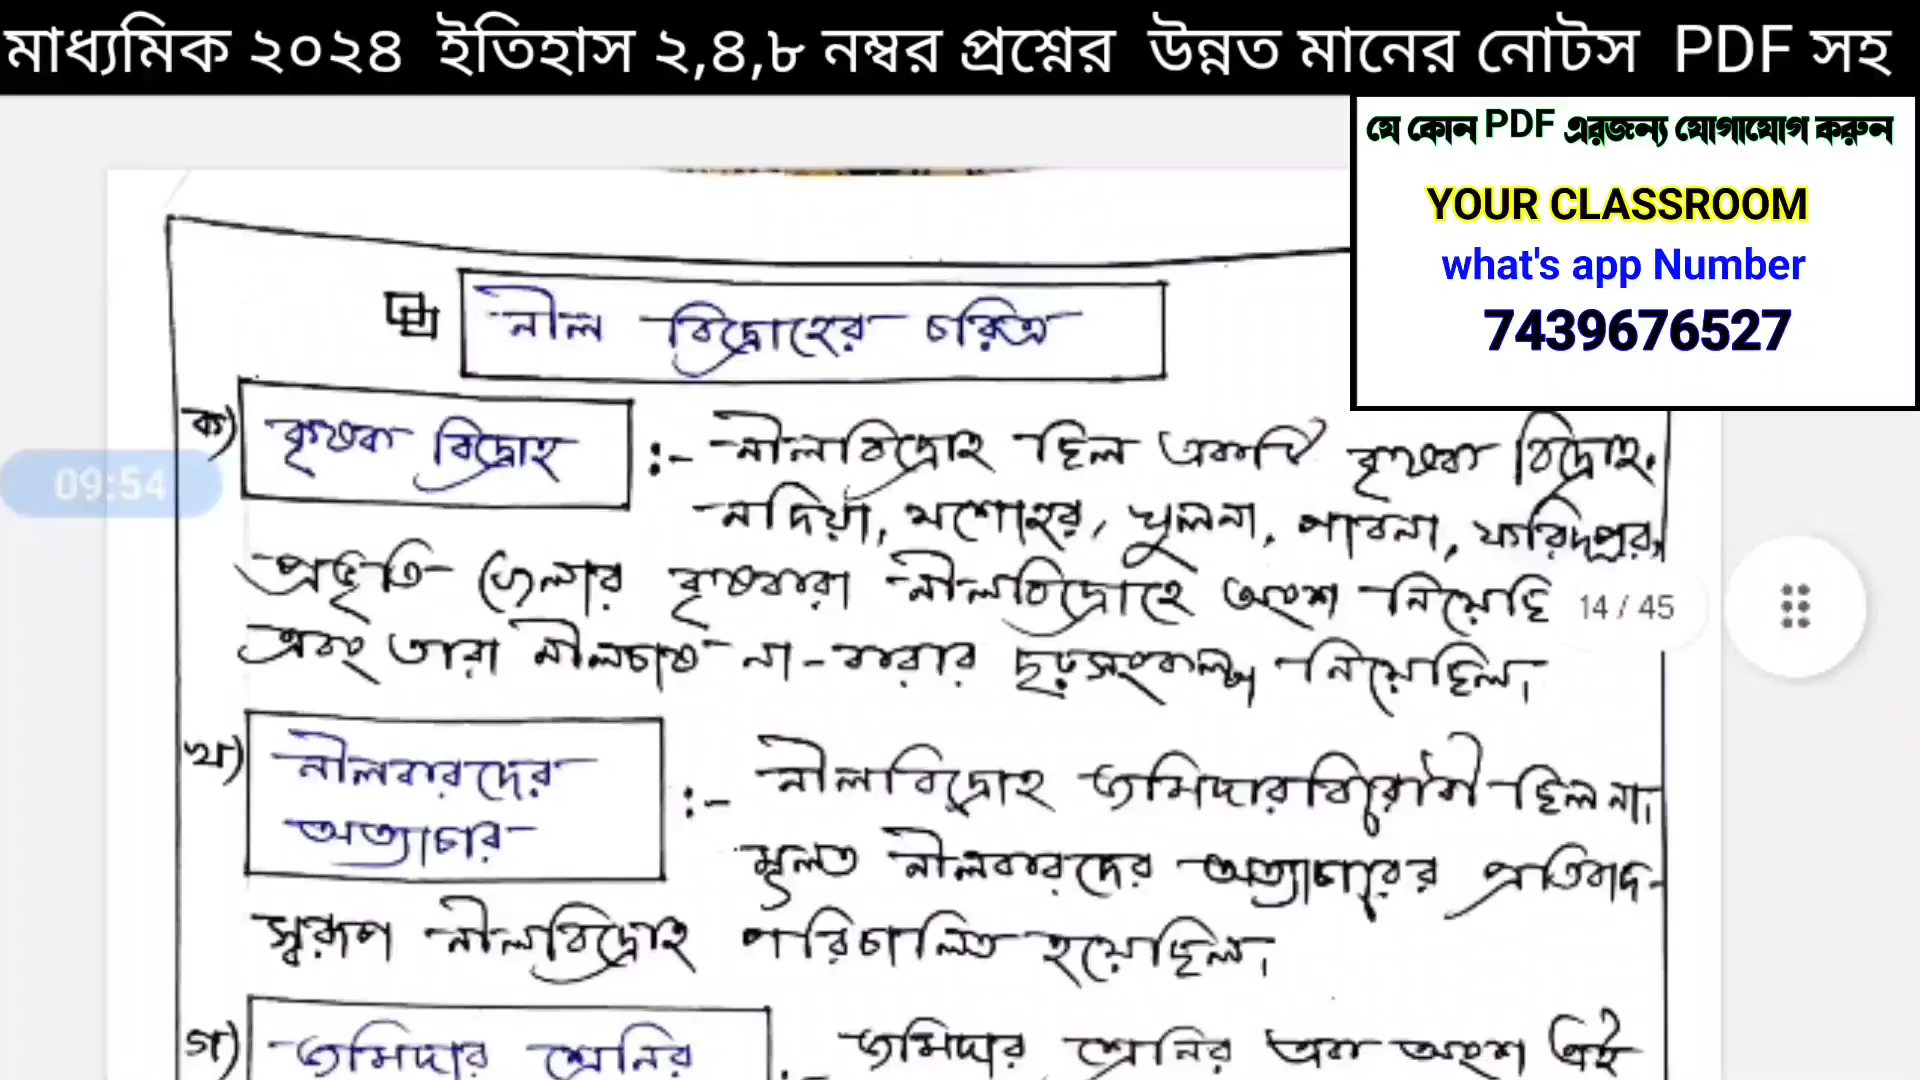 মাধ্যমিক ২০২৪ ইতিহাস ২,৪,৮ নম্বর প্রশ্নের উন্নত মানের নোটস PDF সহ
যে কোন PDF এরজন্য যোগাযোগ করুন
YOUR CLASSROOM
what's app Number
7439676527
নীল বিদ্রোহের চরিত্র
ক) কৃষক বিদ্রোহ :- নীলবিদ্রোহ ছিল একটি কৃষক বিদ্রোহ।
09:54
নদিয়া, যশোহর, খুলনা, পাবনা, ফরিদপুর,
প্রভৃতি জেলার কৃষকরা নীলবিদ্রোহে অংশ নিয়েছি
14 / 45
এবং তারা নীলচাষ না-করার দৃঢ়সংকল্প নিয়েছিল।
খ) নীলকরদের অত্যাচার :- নীলবিদ্রোহ জমিদারবিরোধী ছিল না।
মূলত নীলকরদের অত্যাচারের প্রতিবাদ-
স্বরূপ নীলবিদ্রোহ পরিচালিত হয়েছিল।
গ) জমিদার শ্রেনির :- জমিদার শ্রেনির এক অংশ এই